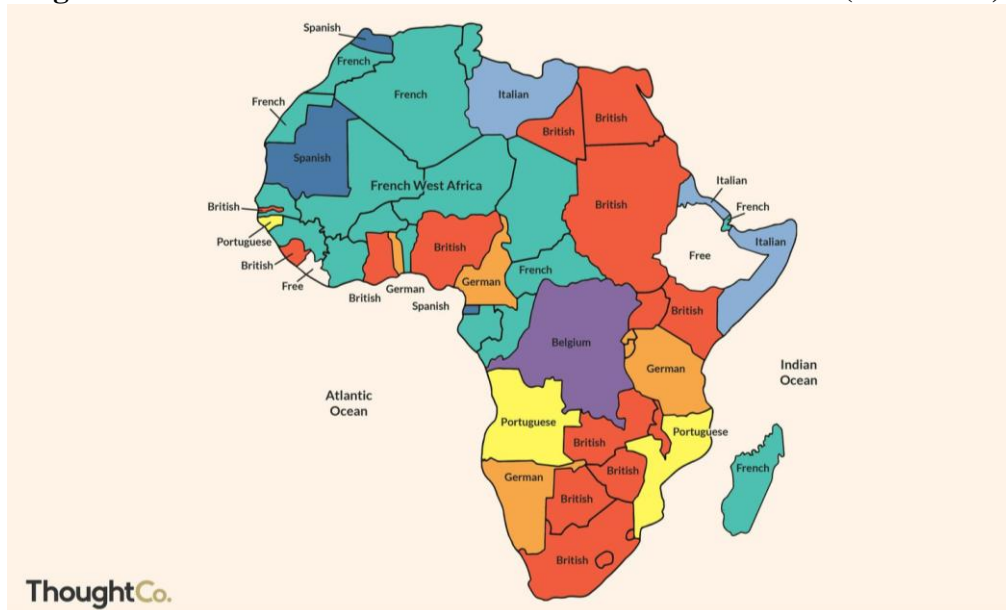 Spanish
French
French
French
Italian
British
British
Spanish
French West Africa
British
Italian
French
British
Portuguese
British
Free
British
German
Spanish
British
German
French
Free
Italian
British
Belgium
German
Indian
Ocean
Atlantic
Ocean
Portuguese
Portuguese
British
British
German
British
French
British
ThoughtCo.